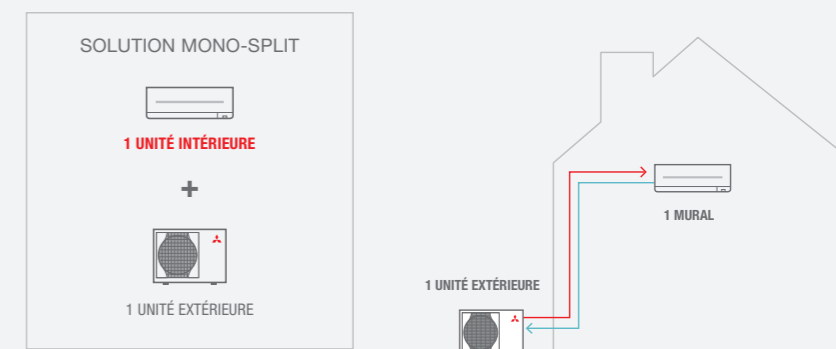 SOLUTION MONO-SPLIT
1 UNITÉ INTÉRIEURE
+
1 UNITÉ EXTÉRIEURE
1 MURAL
1 UNITÉ EXTÉRIEURE